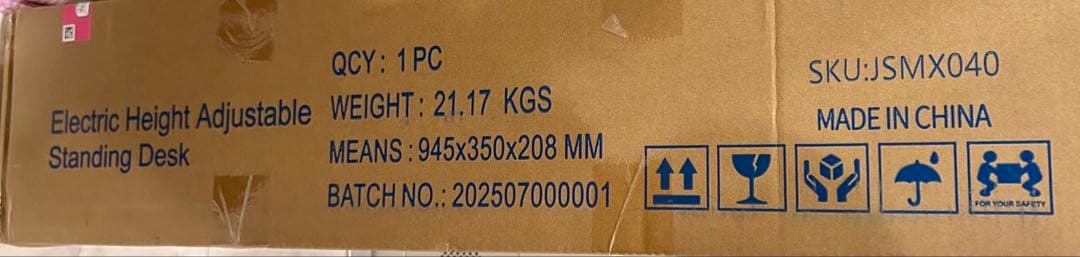 Electric Height Adjustable
Standing Desk
QCY: 1 PC
WEIGHT: 21.17 KGS
MEANS: 945x350x208 MM
BATCH NO.: 202507000001
SKU:JSMX040
MADE IN CHINA
FOR YOUR SAFETY